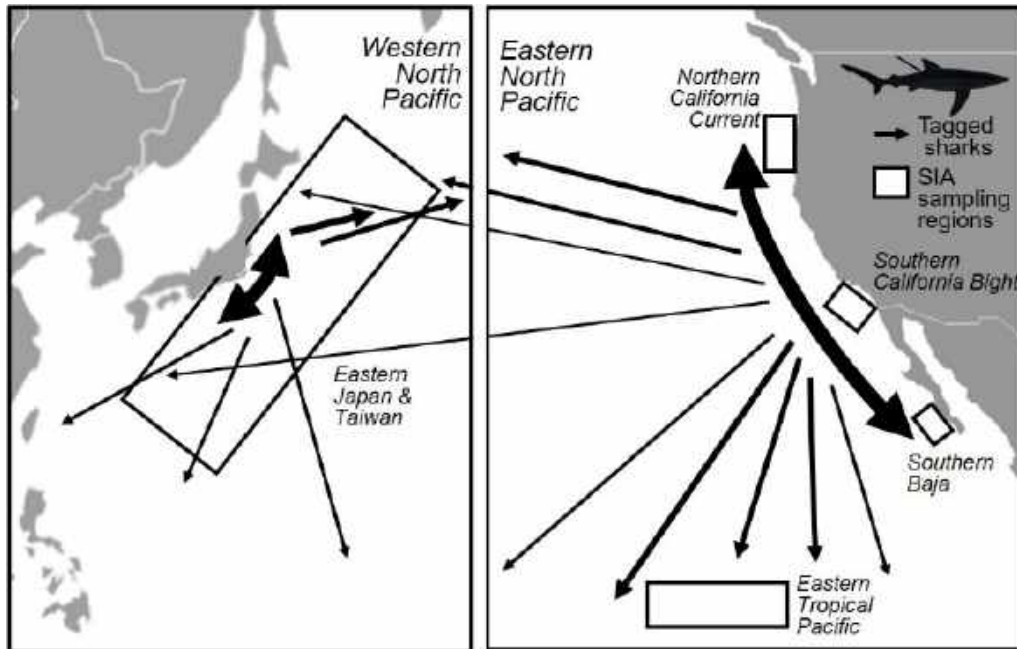 Western
North
Pacific
Eastern
North
Pacific
Northern
California
Current
Tagged
sharks
SIA
sampling
regions
Southern
California Bight
Eastern
Japan &
Taiwan
Southern
Baja
Eastern
Tropical
Pacific